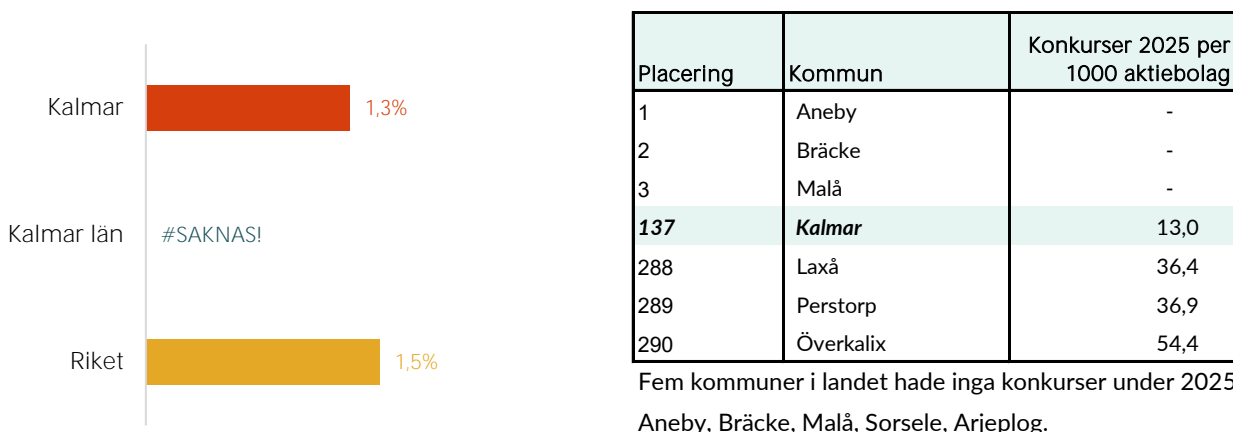 Kalmar 1,3%
Kalmar län #SAKNAS!
Riket 1,5%
Konkurser 2025 per
Placering Kommun 1000 aktiebolag
1 Aneby -
2 Bräcke -
3 Malå -
137 Kalmar 13,0
288 Laxå 36,4
289 Perstorp 36,9
290 Överkalix 54,4
Fem kommuner i landet hade inga konkurser under 2025
Aneby, Bräcke, Malå, Sorsele, Arjeplog.